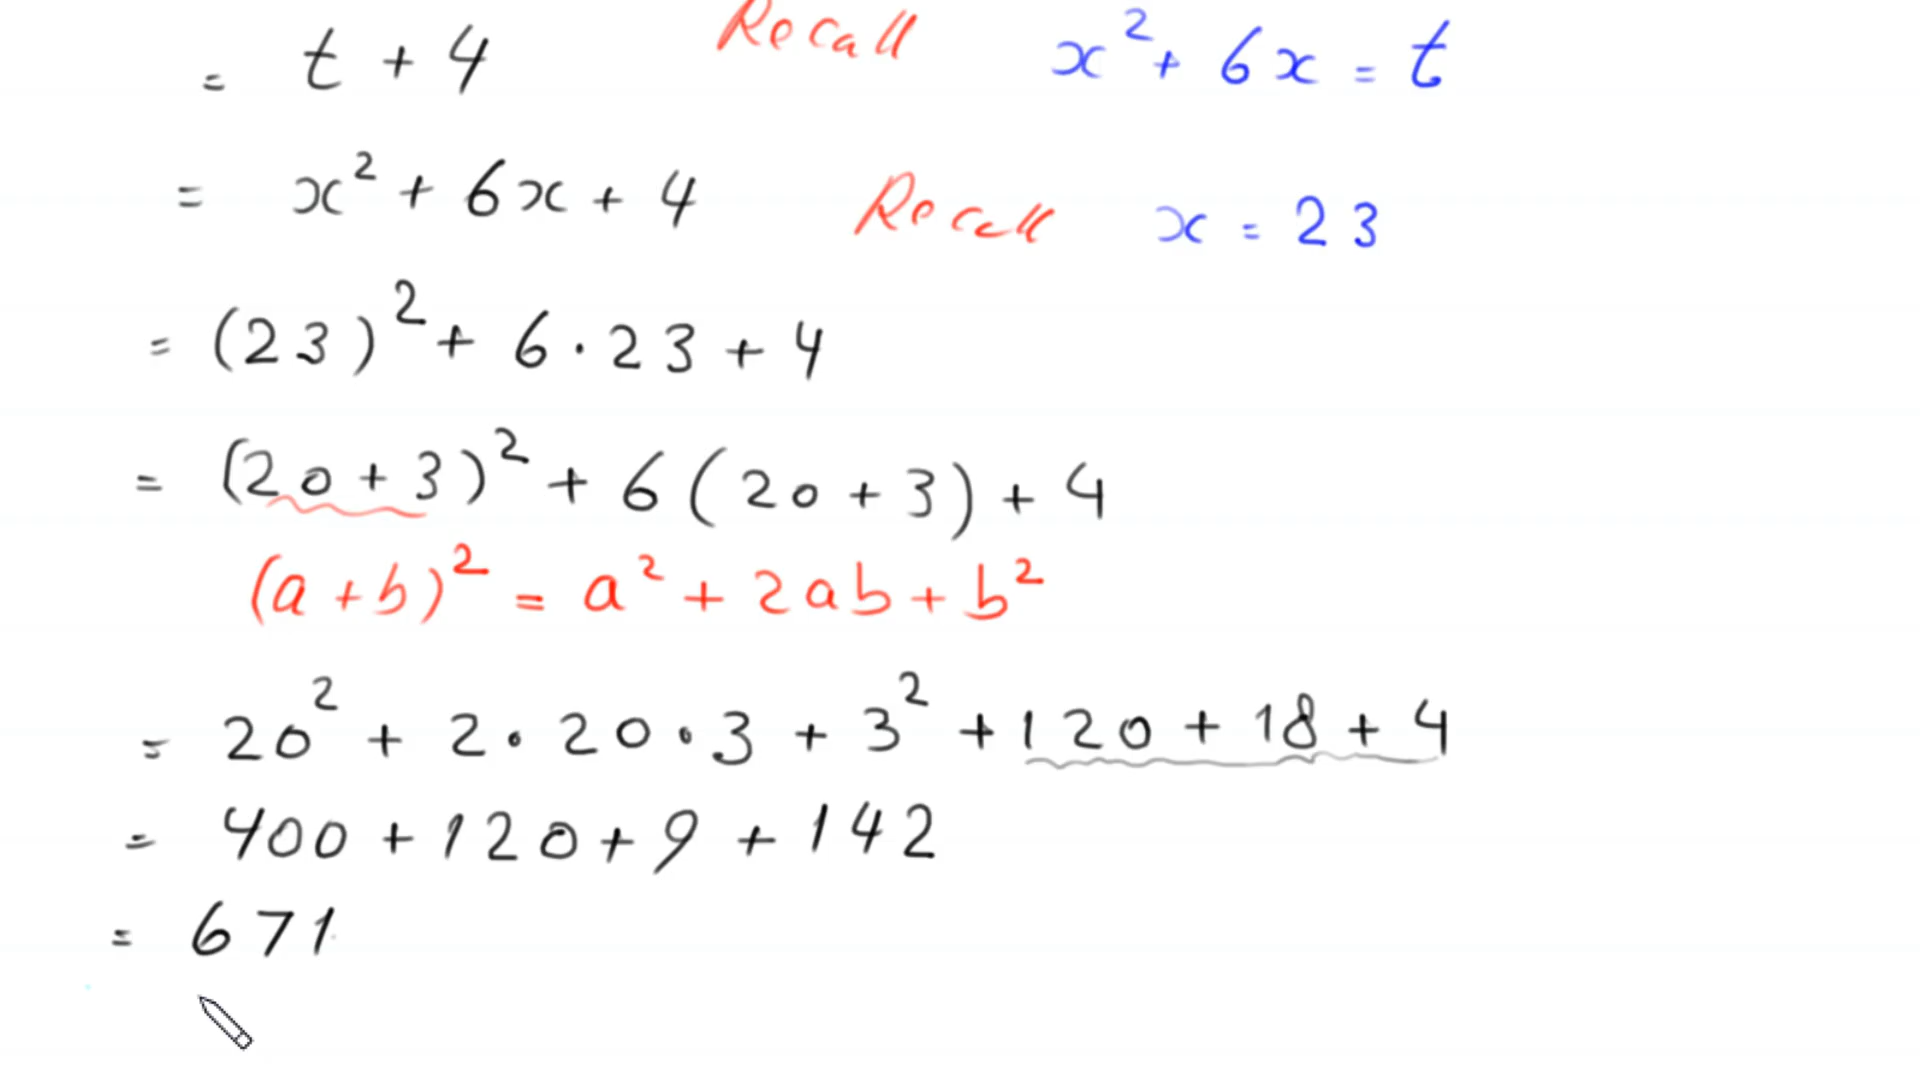 = t + 4 Recall x² + 6x = t
= x² + 6x + 4 Recall x = 23
= (23)² + 6 · 23 + 4
= (20 + 3)² + 6(20 + 3) + 4
(a + b)² = a² + 2ab + b²
= 20² + 2 · 20 · 3 + 3² + 120 + 18 + 4
= 400 + 120 + 9 + 142
= 671